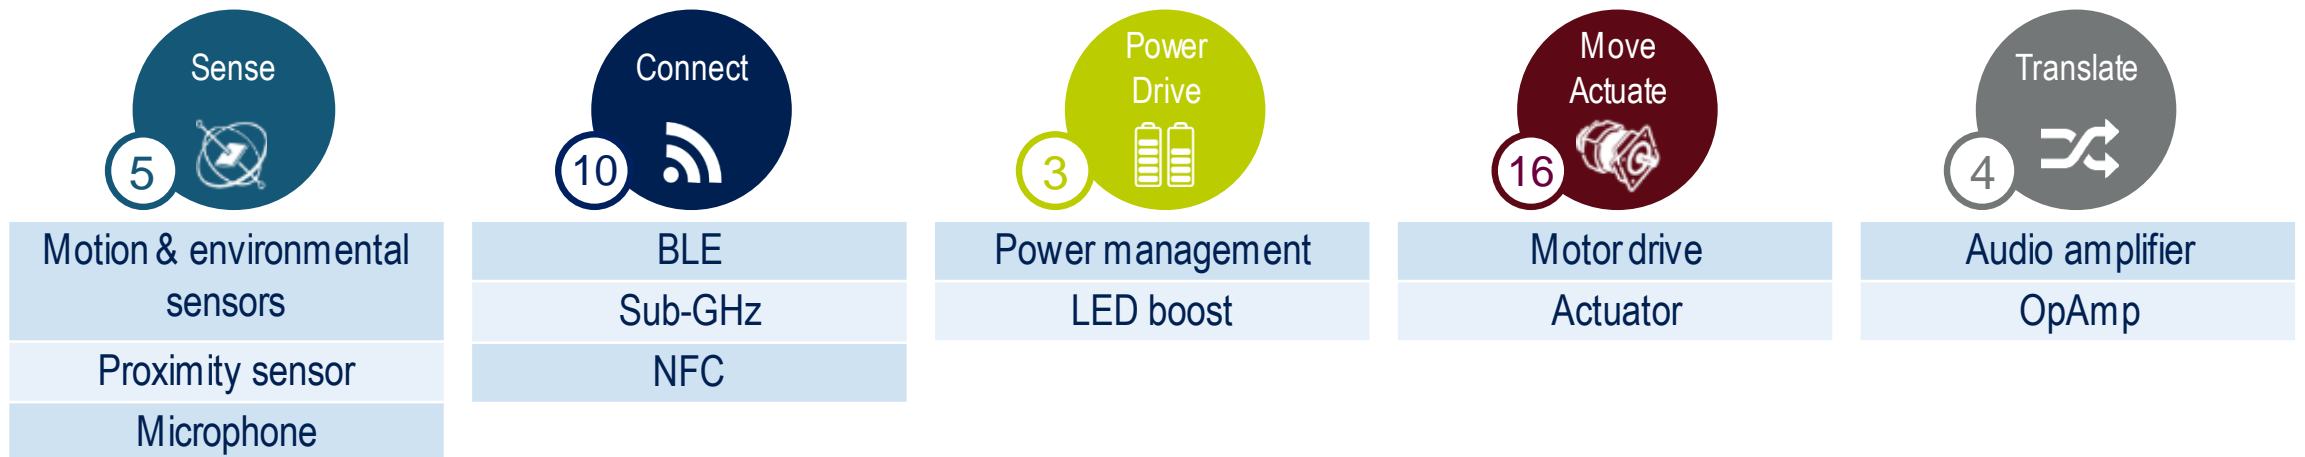 Sense
5
Motion & environmental
sensors
Proximity sensor
Microphone
Connect
10
BLE
Sub-GHz
NFC
Power
Drive
3
Power management
LED boost
Move
Actuate
16
Motor drive
Actuator
Translate
4
Audio amplifier
OpAmp